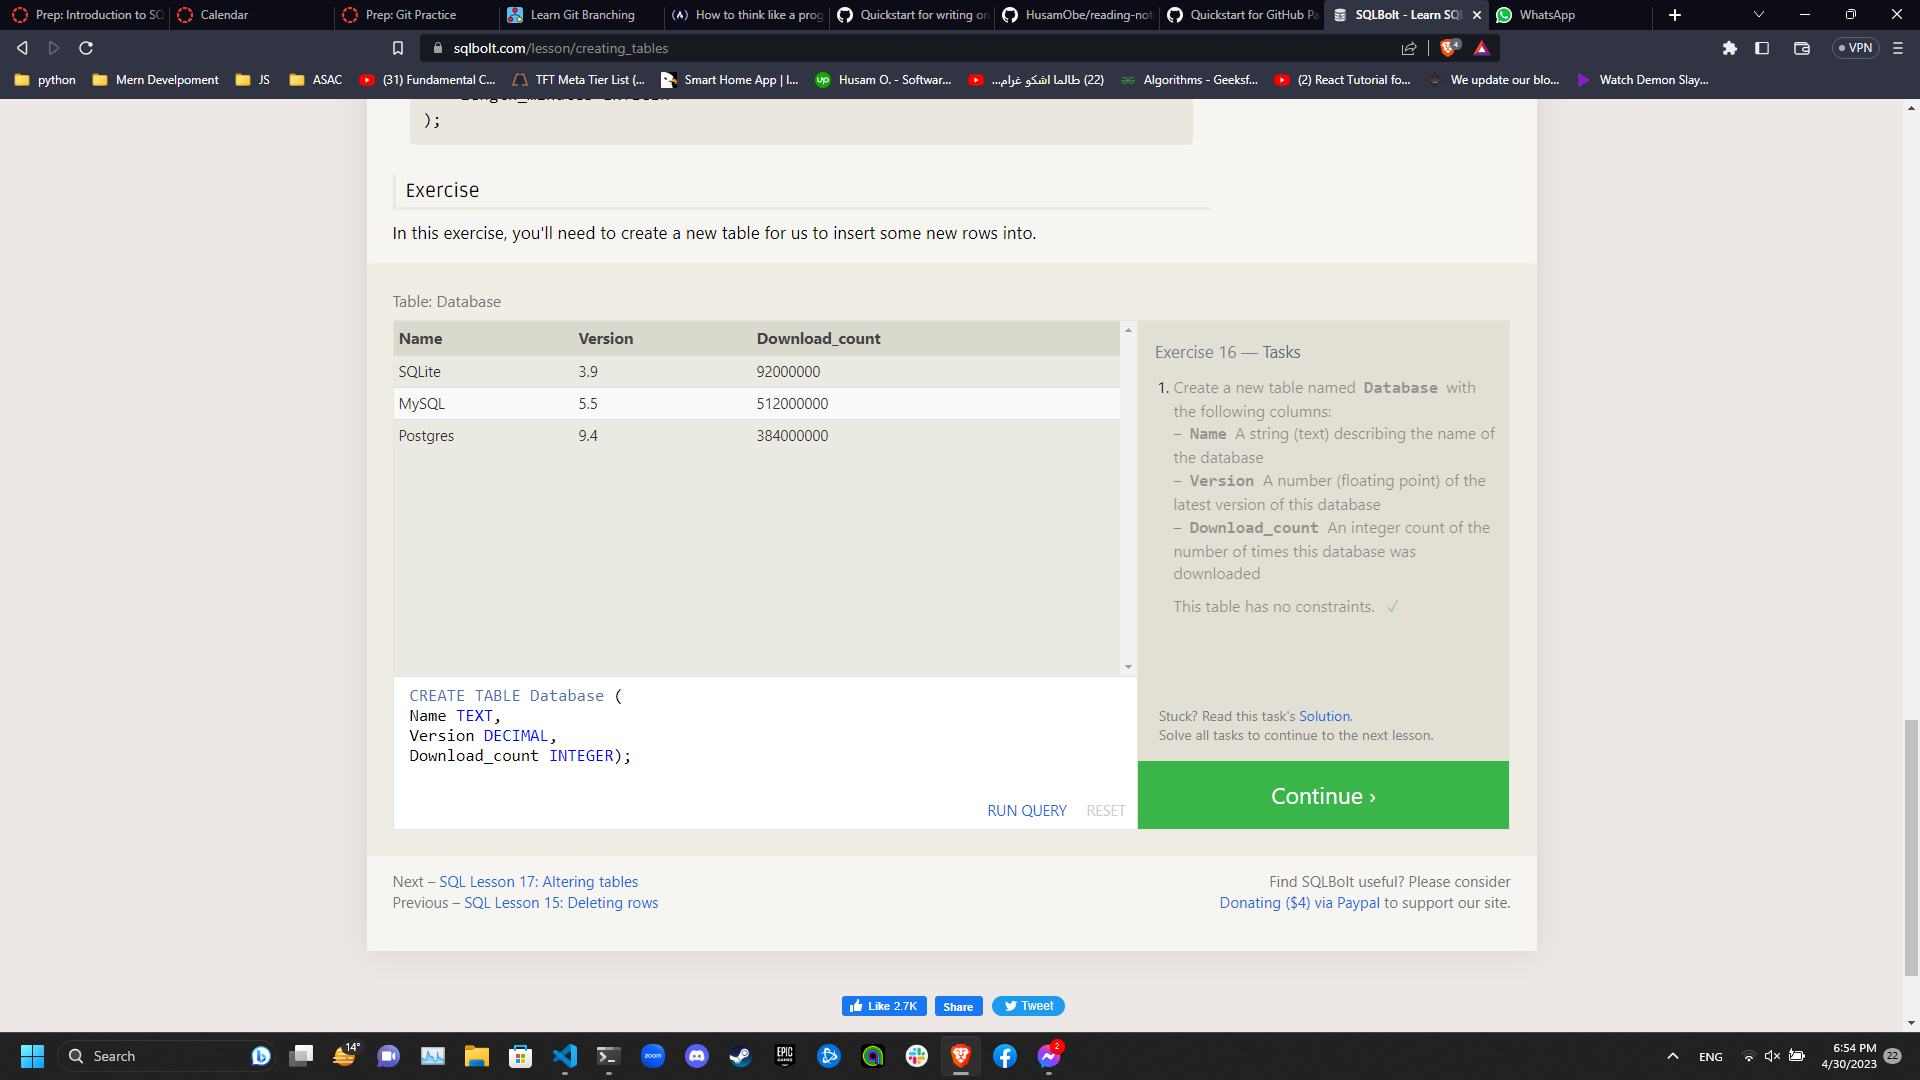 Prep: Introduction to SQ
Calendar
Prep: Git Practice
Learn Git Branching
How to think like a prog
Quickstart for writing on
HusamObe/reading-not
Quickstart for GitHub Pa
SQLBolt - Learn SQL
WhatsApp
sqlbolt.com/lesson/creating_tables
4
VPN
python
Mern Develpoment
JS
ASAC
(31) Fundamental C...
TFT Meta Tier List (...
Smart Home App | I...
up
Husam O. - Softwar...
(22) طالما اشكو غرام...
Algorithms - Geeksf...
(2) React Tutorial fo...
We update our blo...
Watch Demon Slay...
);
Exercise
In this exercise, you'll need to create a new table for us to insert some new rows into.
Table: Database
Name Version Download_count
SQLite 3.9 92000000
MySQL 5.5 512000000
Postgres 9.4 384000000
Exercise 16 — Tasks
1. Create a new table named Database with
the following columns:
– Name A string (text) describing the name of
the database
– Version A number (floating point) of the
latest version of this database
– Download_count An integer count of the
number of times this database was
downloaded
This table has no constraints. ✓
CREATE TABLE Database (
Name TEXT,
Version DECIMAL,
Download_count INTEGER);
RUN QUERY RESET
Stuck? Read this task's Solution.
Solve all tasks to continue to the next lesson.
Continue ›
Next – SQL Lesson 17: Altering tables
Previous – SQL Lesson 15: Deleting rows
Find SQLBolt useful? Please consider
Donating ($4) via Paypal to support our site.
Like 2.7K
Share
Tweet
Search
14°
zoom
EPIC
GAMES
2
ENG
6:54 PM
4/30/2023
22